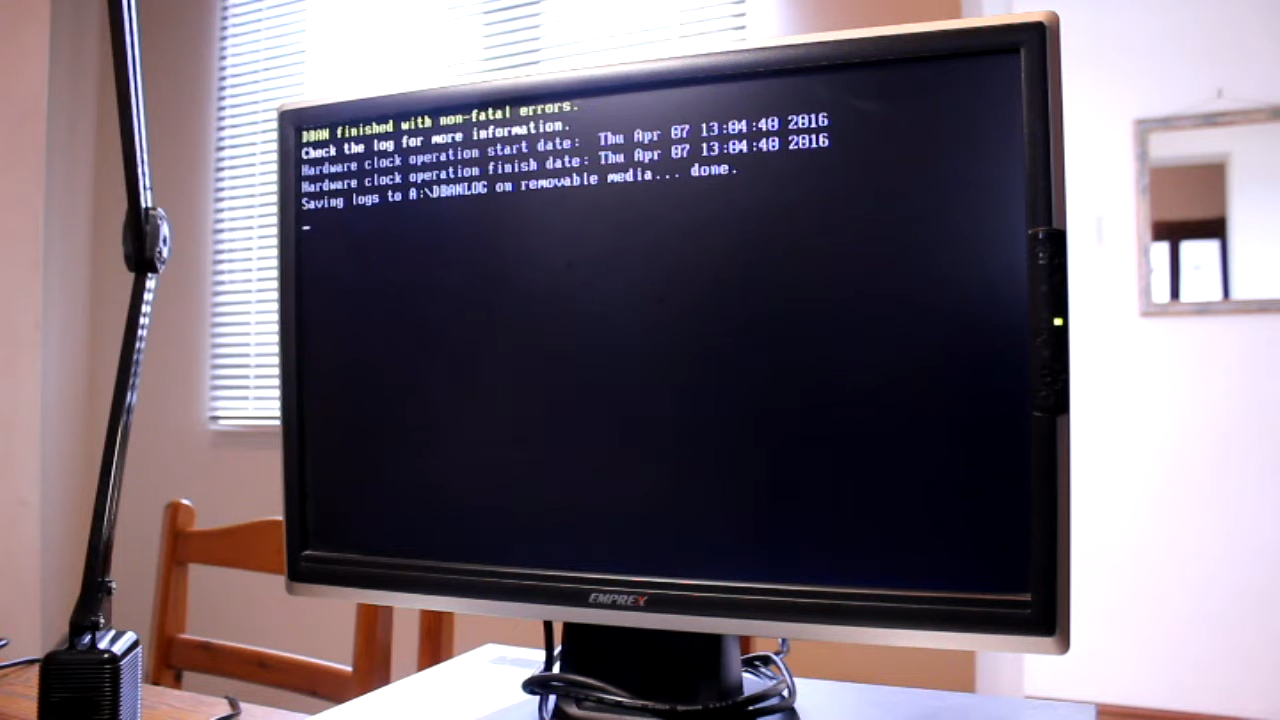 DBAN finished with non-fatal errors.
Check the log for more information.
Hardware clock operation start date:  Thu Apr 07 13:04:40 2016
Hardware clock operation finish date: Thu Apr 07 13:04:40 2016
Saving logs to A:\DBANLOG on removable media... done.
EMPREX